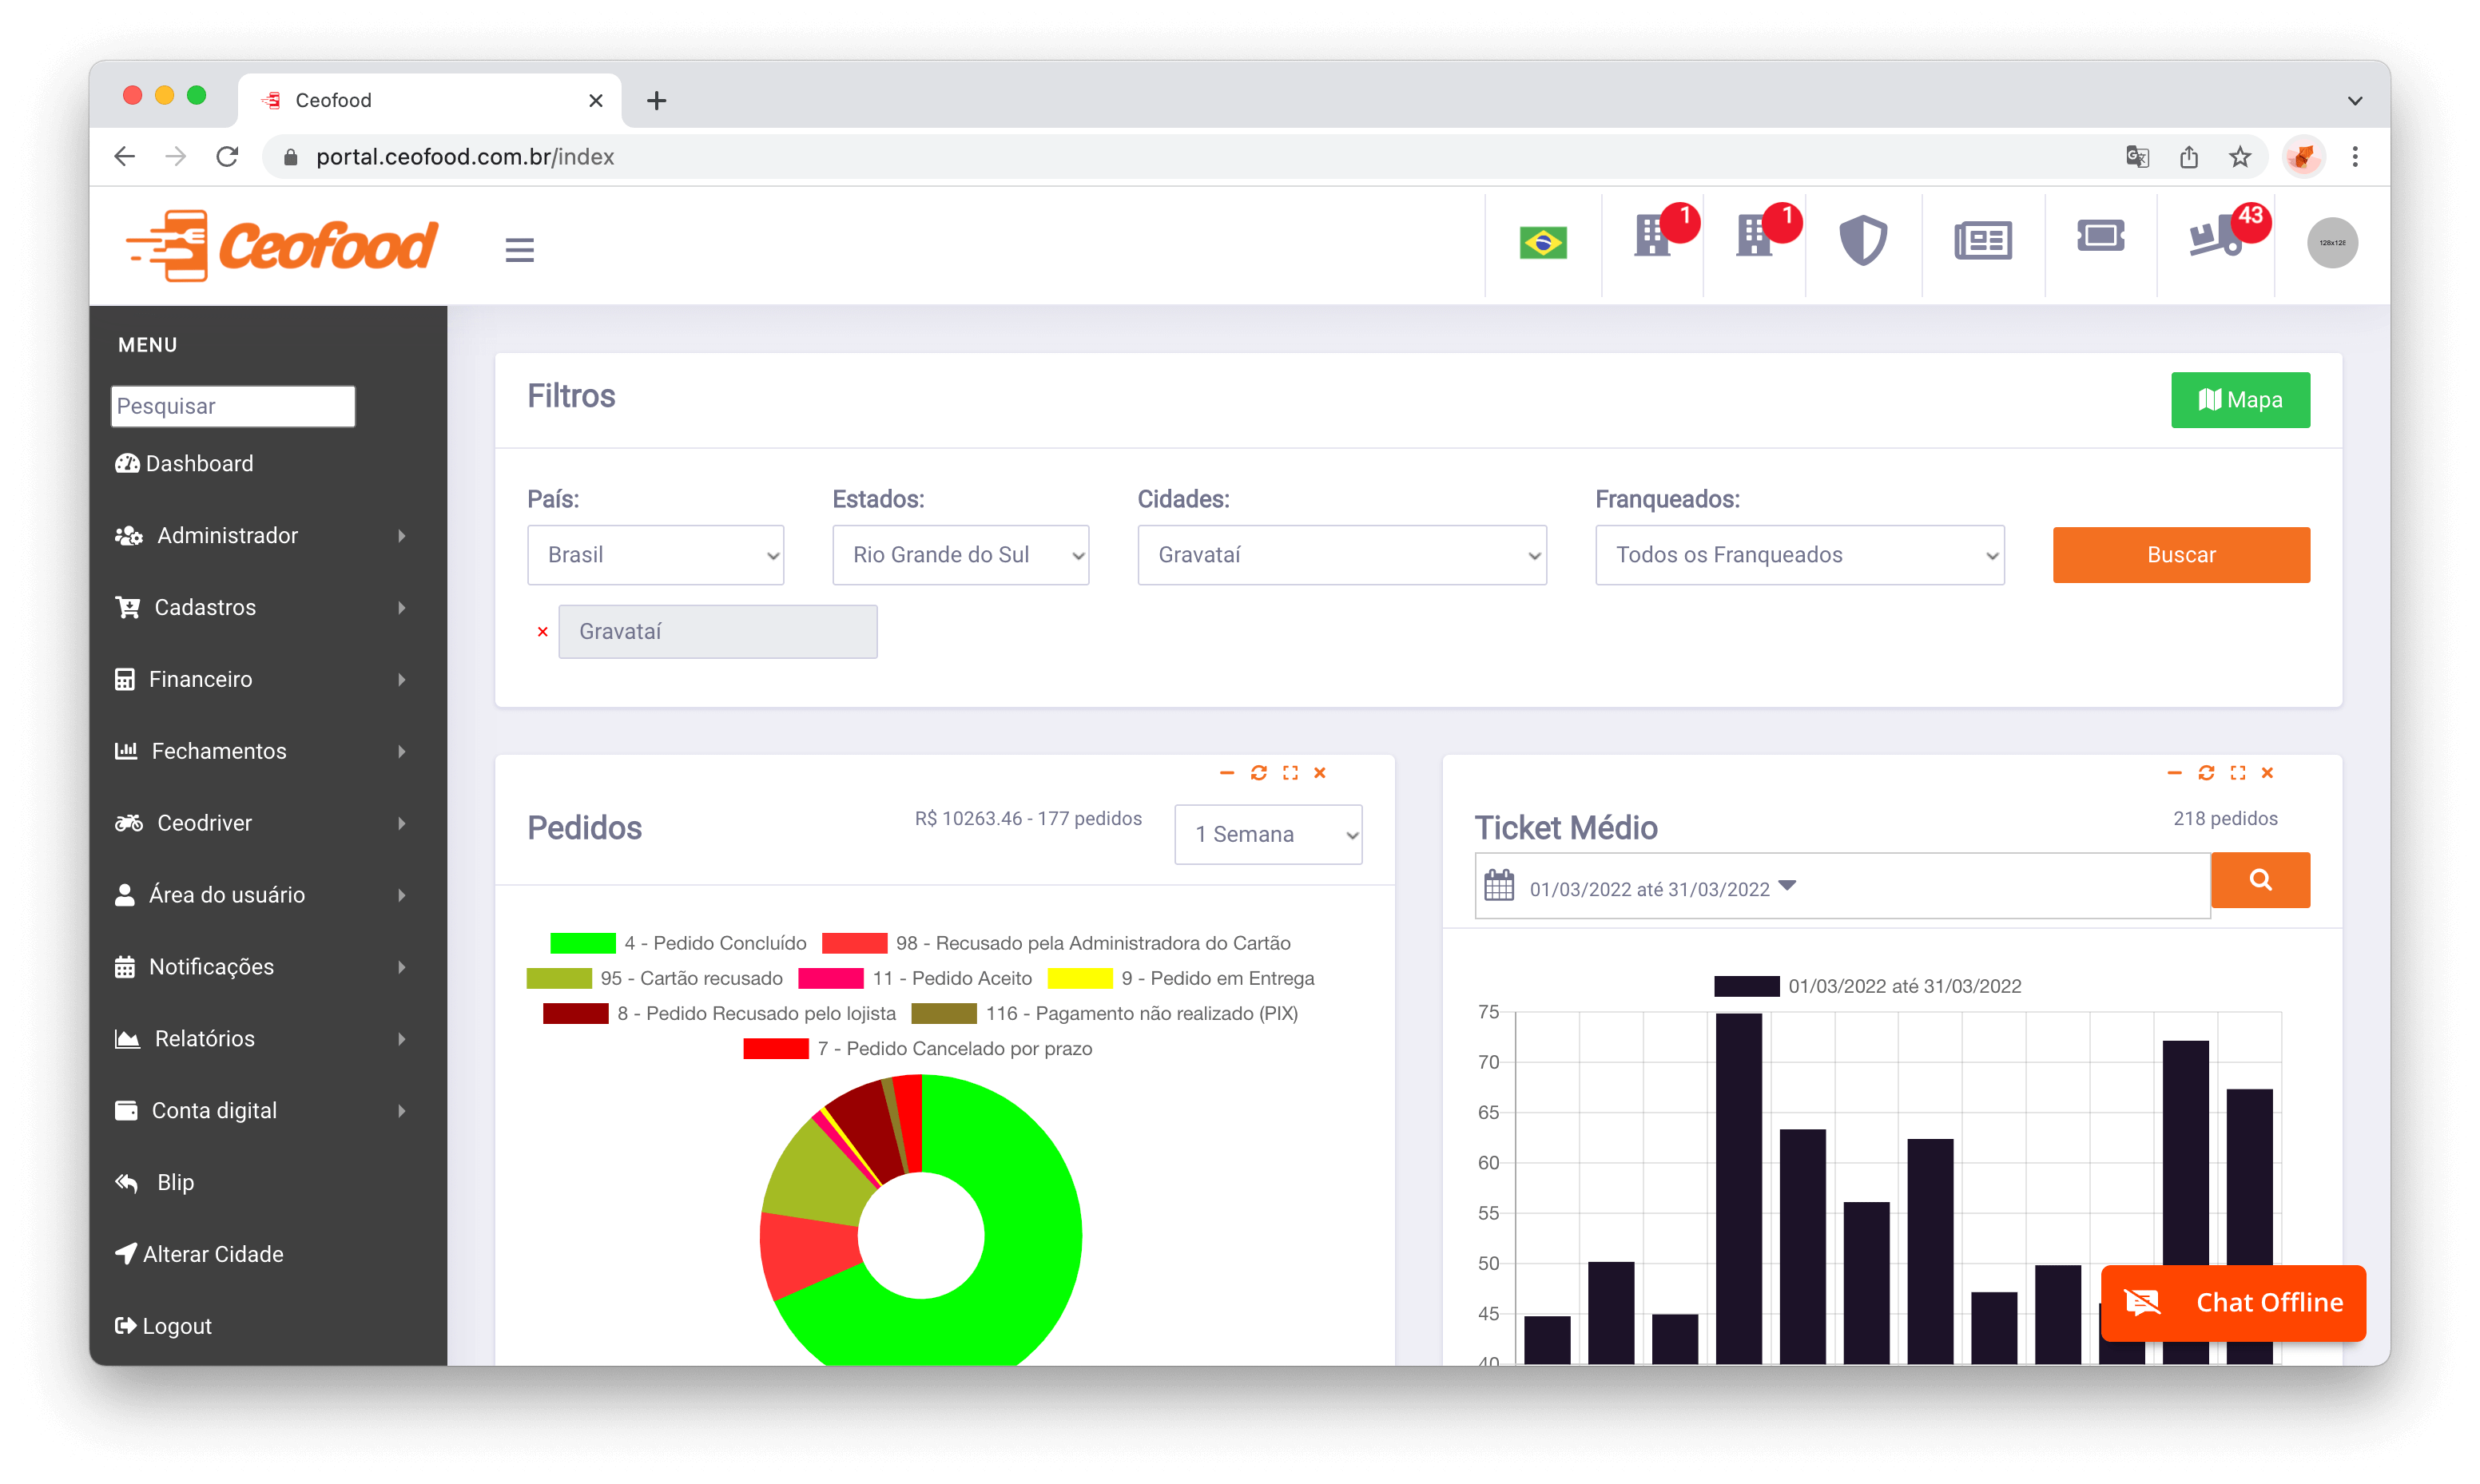 Ceofood
portal.ceofood.com.br/index
Ceofood
1
1
43
128x128
MENU
Pesquisar
Dashboard
Administrador
Cadastros
Financeiro
Fechamentos
Ceodriver
Área do usuário
Notificações
Relatórios
Conta digital
Blip
Alterar Cidade
Logout
Filtros
Mapa
País:
Estados:
Cidades:
Franqueados:
Brasil
Rio Grande do Sul
Gravataí
Todos os Franqueados
Buscar
Gravataí
Pedidos
R$ 10263.46 - 177 pedidos
1 Semana
4 - Pedido Concluído
98 - Recusado pela Administradora do Cartão
95 - Cartão recusado
11 - Pedido Aceito
9 - Pedido em Entrega
8 - Pedido Recusado pelo lojista
116 - Pagamento não realizado (PIX)
7 - Pedido Cancelado por prazo
Ticket Médio
218 pedidos
01/03/2022 até 31/03/2022
01/03/2022 até 31/03/2022
75
70
65
60
55
50
45
40
Chat Offline